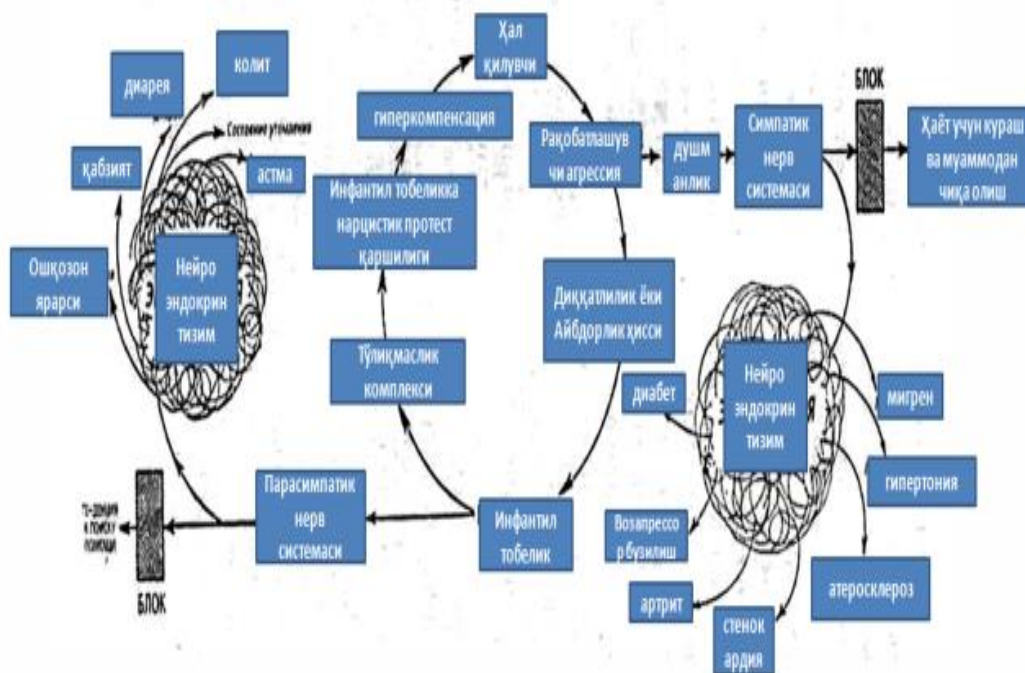 диарея
колит
Состояние утомления
қабзият
астма
Ошқозон
ярарси
Нейро
эндокрин
тизим
Ҳал
қилувчи
гиперкомпенсация
Инфантил тобеликка
нарцистик протест
қаршилиги
Тўлиқмаслик
комплекси
Рақобатлашув
чи агрессия
душм
анлик
Симпатик
нерв
системаси
БЛОК
Ҳаёт учун кураш
ва муаммодан
чиқа олиш
Диққатлилик ёки
Айбдорлик ҳисси
диабет
Нейро
эндокрин
тизим
Я
мигрен
гипертония
атеросклероз
стенок
ардия
артрит
Возапрессо
р бузилиш
Инфантил
тобелик
Парасимпатик
нерв
системаси
БЛОК
к поиску
помощи